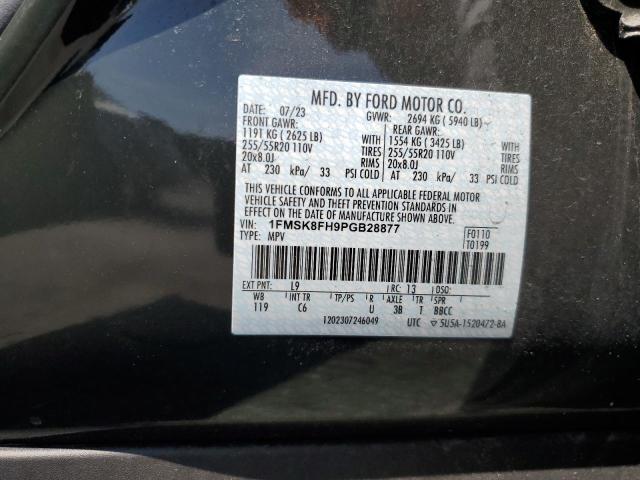 MFD. BY FORD MOTOR CO.
DATE: 07/23 GVWR: 2694 KG ( 5940 LB)
FRONT GAWR: REAR GAWR:
1191 KG ( 2625 LB) 1554 KG ( 3425 LB) WITH
255/55R20 110V 255/55R20 110V TIRES
20x8.0J 20x8.0J RIMS
AT 230 kPa/ 33 PSI COLD AT 230 kPa/ 33 PSI COLD
WITH
TIRES
RIMS
THIS VEHICLE CONFORMS TO ALL APPLICABLE FEDERAL MOTOR
VEHICLE SAFETY AND THEFT PREVENTION STANDARDS IN
EFFECT ON THE DATE OF MANUFACTURE SHOWN ABOVE.
VIN: 1FMSK8FH9PGB28877 F0110
TYPE: MPV T0199
EXT PNT: L9 RC: 13 DSO:
WB INT TR TP/PS R AXLE TR SPR
119 C6 U 3B T BBCC
1202307246049 UTC ▽ 5U5A-1520472-BA